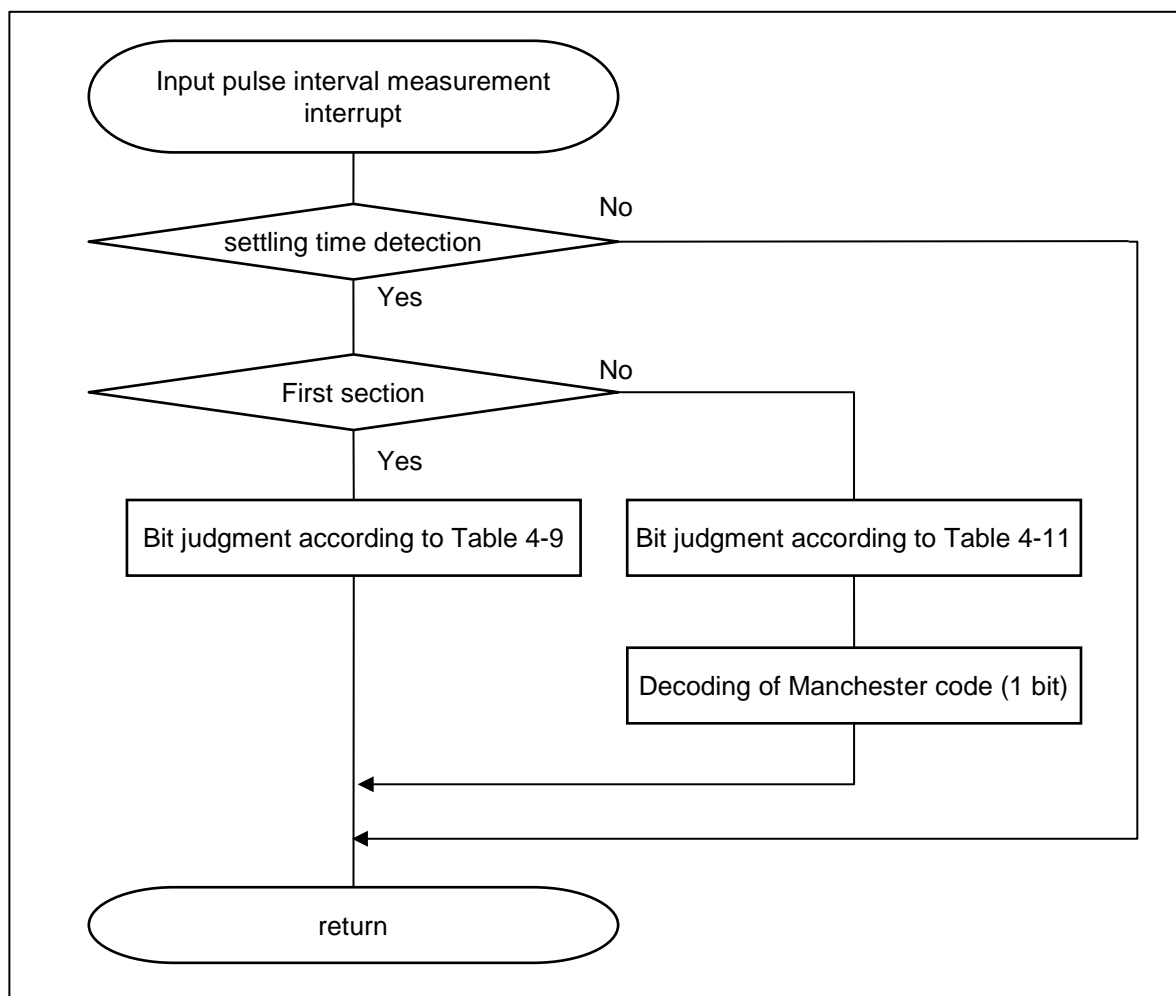 Input pulse interval measurement
interrupt
No
settling time detection
Yes
No
First section
Yes
Bit judgment according to Table 4-9
Bit judgment according to Table 4-11
Decoding of Manchester code (1 bit)
return